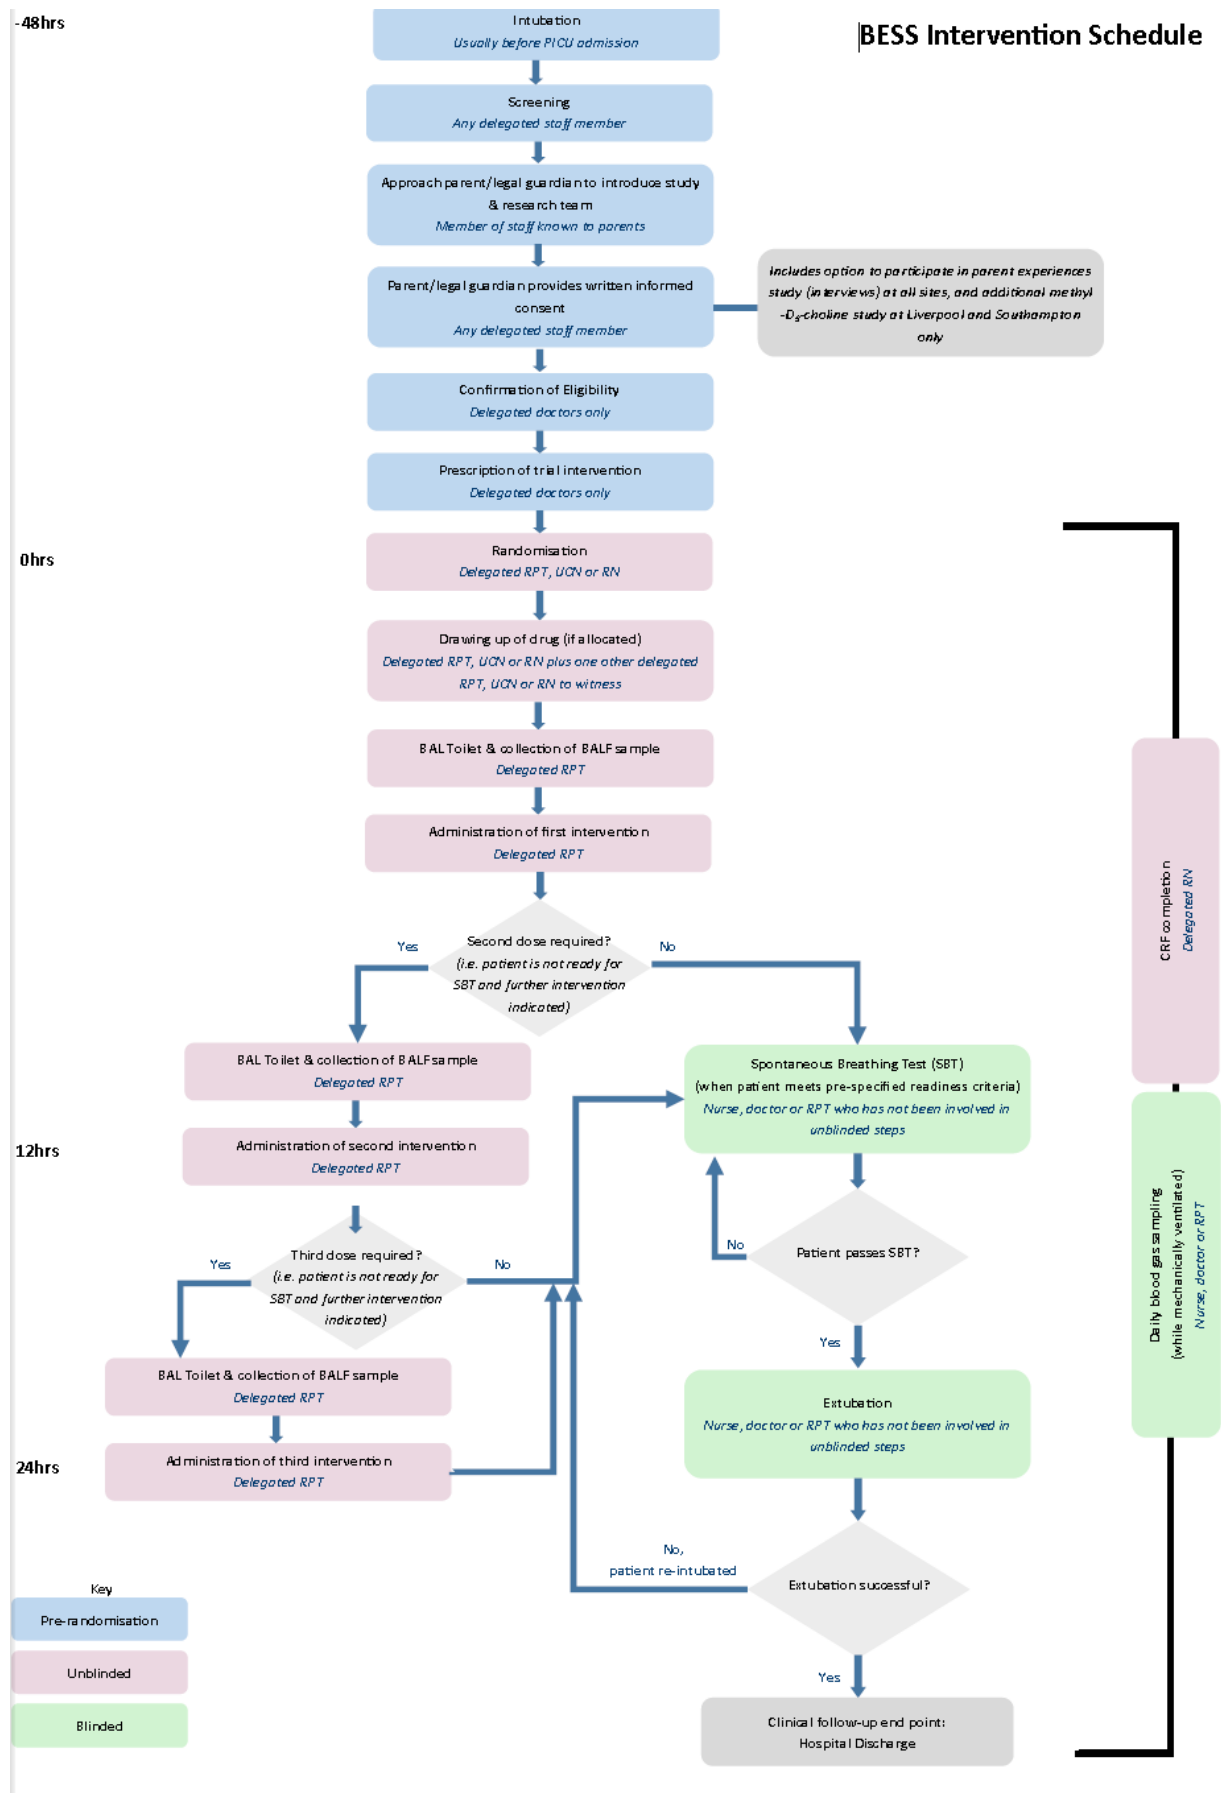 -48hrs
BESS Intervention Schedule
Intubation
Usually before PICU admission
Screening
Any delegated staff member
Approach parent/legal guardian to introduce study
& research team
Member of staff known to parents
Parent/legal guardian provides written informed
consent
Any delegated staff member
Includes option to participate in parent experiences
study (interviews) at all sites, and additional methyl
-D₉-choline study at Liverpool and Southampton
only
Confirmation of Eligibility
Delegated doctors only
Prescription of trial intervention
Delegated doctors only
0hrs
Randomisation
Delegated RPT, UCN or RN
Drawing up of drug (if allocated)
Delegated RPT, UCN or RN plus one other delegated
RPT, UCN or RN to witness
BAL Toilet & collection of BALF sample
Delegated RPT
Administration of first intervention
Delegated RPT
Second dose required?
(i.e. patient is not ready for
SBT and further intervention
indicated)
Yes
No
BAL Toilet & collection of BALF sample
Delegated RPT
12hrs
Administration of second intervention
Delegated RPT
Third dose required?
(i.e. patient is not ready for
SBT and further intervention
indicated)
Yes
No
BAL Toilet & collection of BALF sample
Delegated RPT
24hrs
Administration of third intervention
Delegated RPT
Spontaneous Breathing Test (SBT)
(when patient meets pre-specified readiness criteria)
Nurse, doctor or RPT who has not been involved in
unblinded steps
Patient passes SBT?
No
Yes
Extubation
Nurse, doctor or RPT who has not been involved in
unblinded steps
Extubation successful?
No,
patient re-intubated
Yes
Clinical follow-up end point:
Hospital Discharge
CRF completion
Delegated RN
Daily blood gas sampling
(while mechanically ventilated)
Nurse, doctor or RPT
Key
Pre-randomisation
Unblinded
Blinded